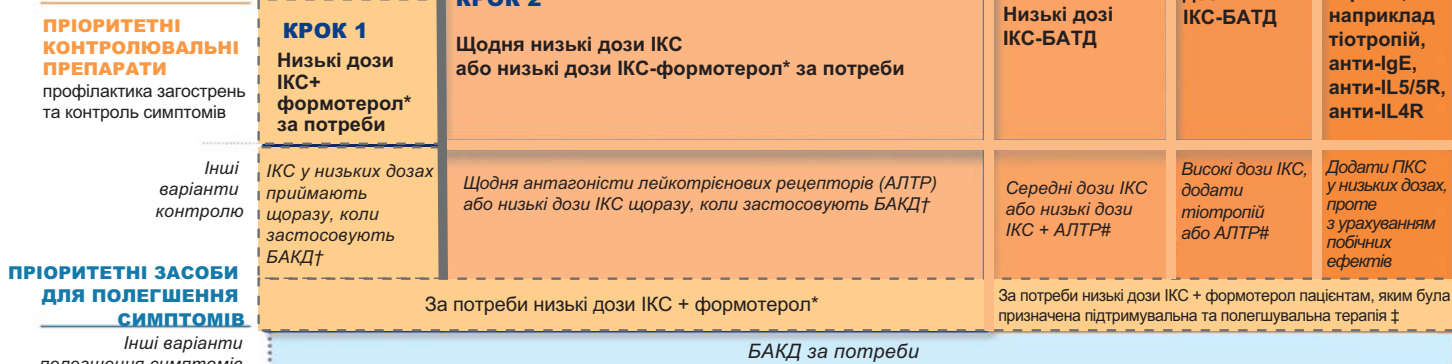 ПРІОРИТЕТНІ
КОНТРОЛЮВАЛЬНІ
ПРЕПАРАТИ
профілактика загострень
та контроль симптомів
КРОК 1
Низькі дози
ІКС+
формотерол*
за потреби
КРОК 2
Щодня низькі дози ІКС
або низькі дози ІКС-формотерол* за потреби
Низькі дозі
ІКС-БАТД
ІКС-БАТД
наприклад
тіотропій,
анти-IgE,
анти-IL5/5R,
анти-IL4R
Інші
варіанти
контролю
ІКС у низьких дозах
приймають
щоразу, коли
застосовують
БАКД†
Щодня антагоністи лейкотрієнових рецепторів (АЛТР)
або низькі дози ІКС щоразу, коли застосовують БАКД†
Середні дози ІКС
або низькі дози
ІКС + АЛТР#
Високі дози ІКС,
додати
тіотропій
або АЛТР#
Додати ПКС
у низьких дозах,
проте
з урахуванням
побічних
ефектів
ПРІОРИТЕТНІ ЗАСОБИ
ДЛЯ ПОЛЕГШЕННЯ
СИМПТОМІВ
За потреби низькі дози ІКС + формотерол*
За потреби низькі дози ІКС + формотерол пацієнтам, яким була
призначена підтримувальна та полегшувальна терапія ‡
Інші варіанти
полегшення симптомів
БАКД за потреби